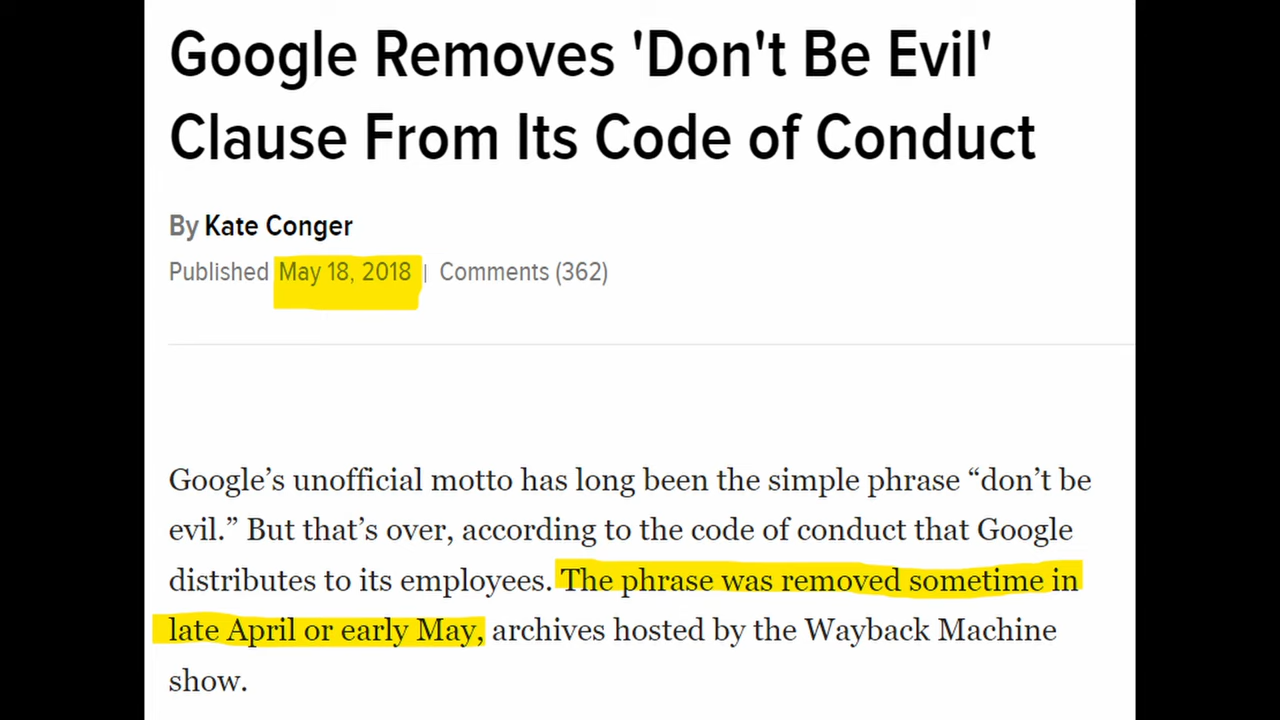 Google Removes 'Don't Be Evil'
Clause From Its Code of Conduct
By Kate Conger
Published May 18, 2018 | Comments (362)
Google’s unofficial motto has long been the simple phrase “don’t be
evil.” But that’s over, according to the code of conduct that Google
distributes to its employees. The phrase was removed sometime in
late April or early May, archives hosted by the Wayback Machine
show.